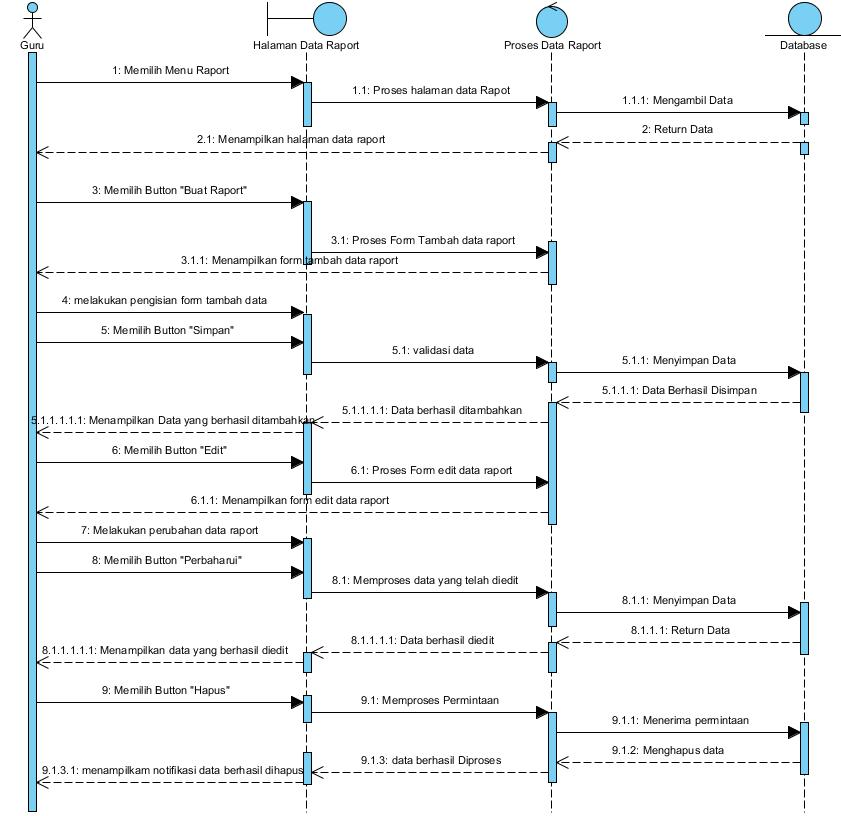 Guru
Halaman Data Raport
Proses Data Raport
Database
1: Memilih Menu Raport
1.1: Proses halaman data Rapot
1.1.1: Mengambil Data
2: Return Data
2.1: Menampilkan halaman data raport
3: Memilih Button "Buat Raport"
3.1: Proses Form Tambah data raport
3.1.1: Menampilkan form tambah data raport
4: melakukan pengisian form tambah data
5: Memilih Button "Simpan"
5.1: validasi data
5.1.1: Menyimpan Data
5.1.1.1: Data Berhasil Disimpan
5.1.1.1.1: Data berhasil ditambahkan
5.1.1.1.1.1: Menampilkan Data yang berhasil ditambahkan
6: Memilih Button "Edit"
6.1: Proses Form edit data raport
6.1.1: Menampilkan form edit data raport
7: Melakukan perubahan data raport
8: Memilih Button "Perbaharui"
8.1: Memproses data yang telah diedit
8.1.1: Menyimpan Data
8.1.1.1: Return Data
8.1.1.1.1: Data berhasil diedit
8.1.1.1.1.1: Menampilkan data yang berhasil diedit
9: Memilih Button "Hapus"
9.1: Memproses Permintaan
9.1.1: Menerima permintaan
9.1.2: Menghapus data
9.1.3: data berhasil Diproses
9.1.3.1: menampilkam notifikasi data berhasil dihapus